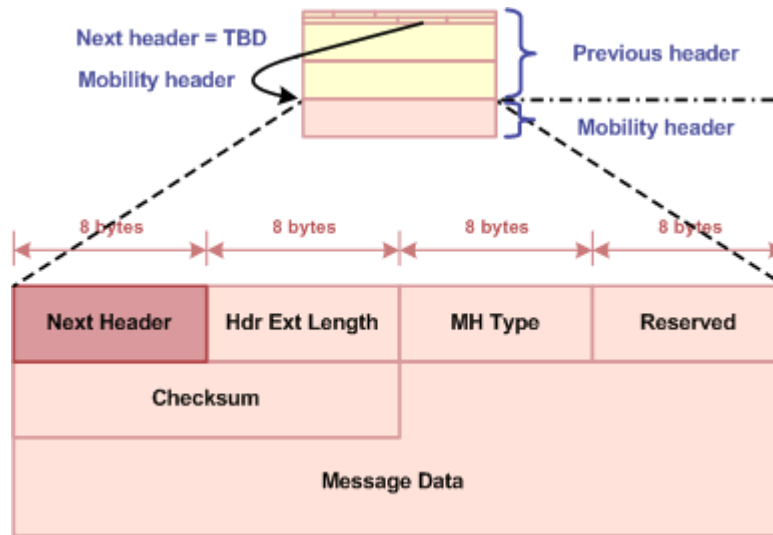 Next header = TBD
Mobility header
Previous header
Mobility header
8 bytes
8 bytes
8 bytes
8 bytes
Next Header
Hdr Ext Length
MH Type
Reserved
Checksum
Message Data